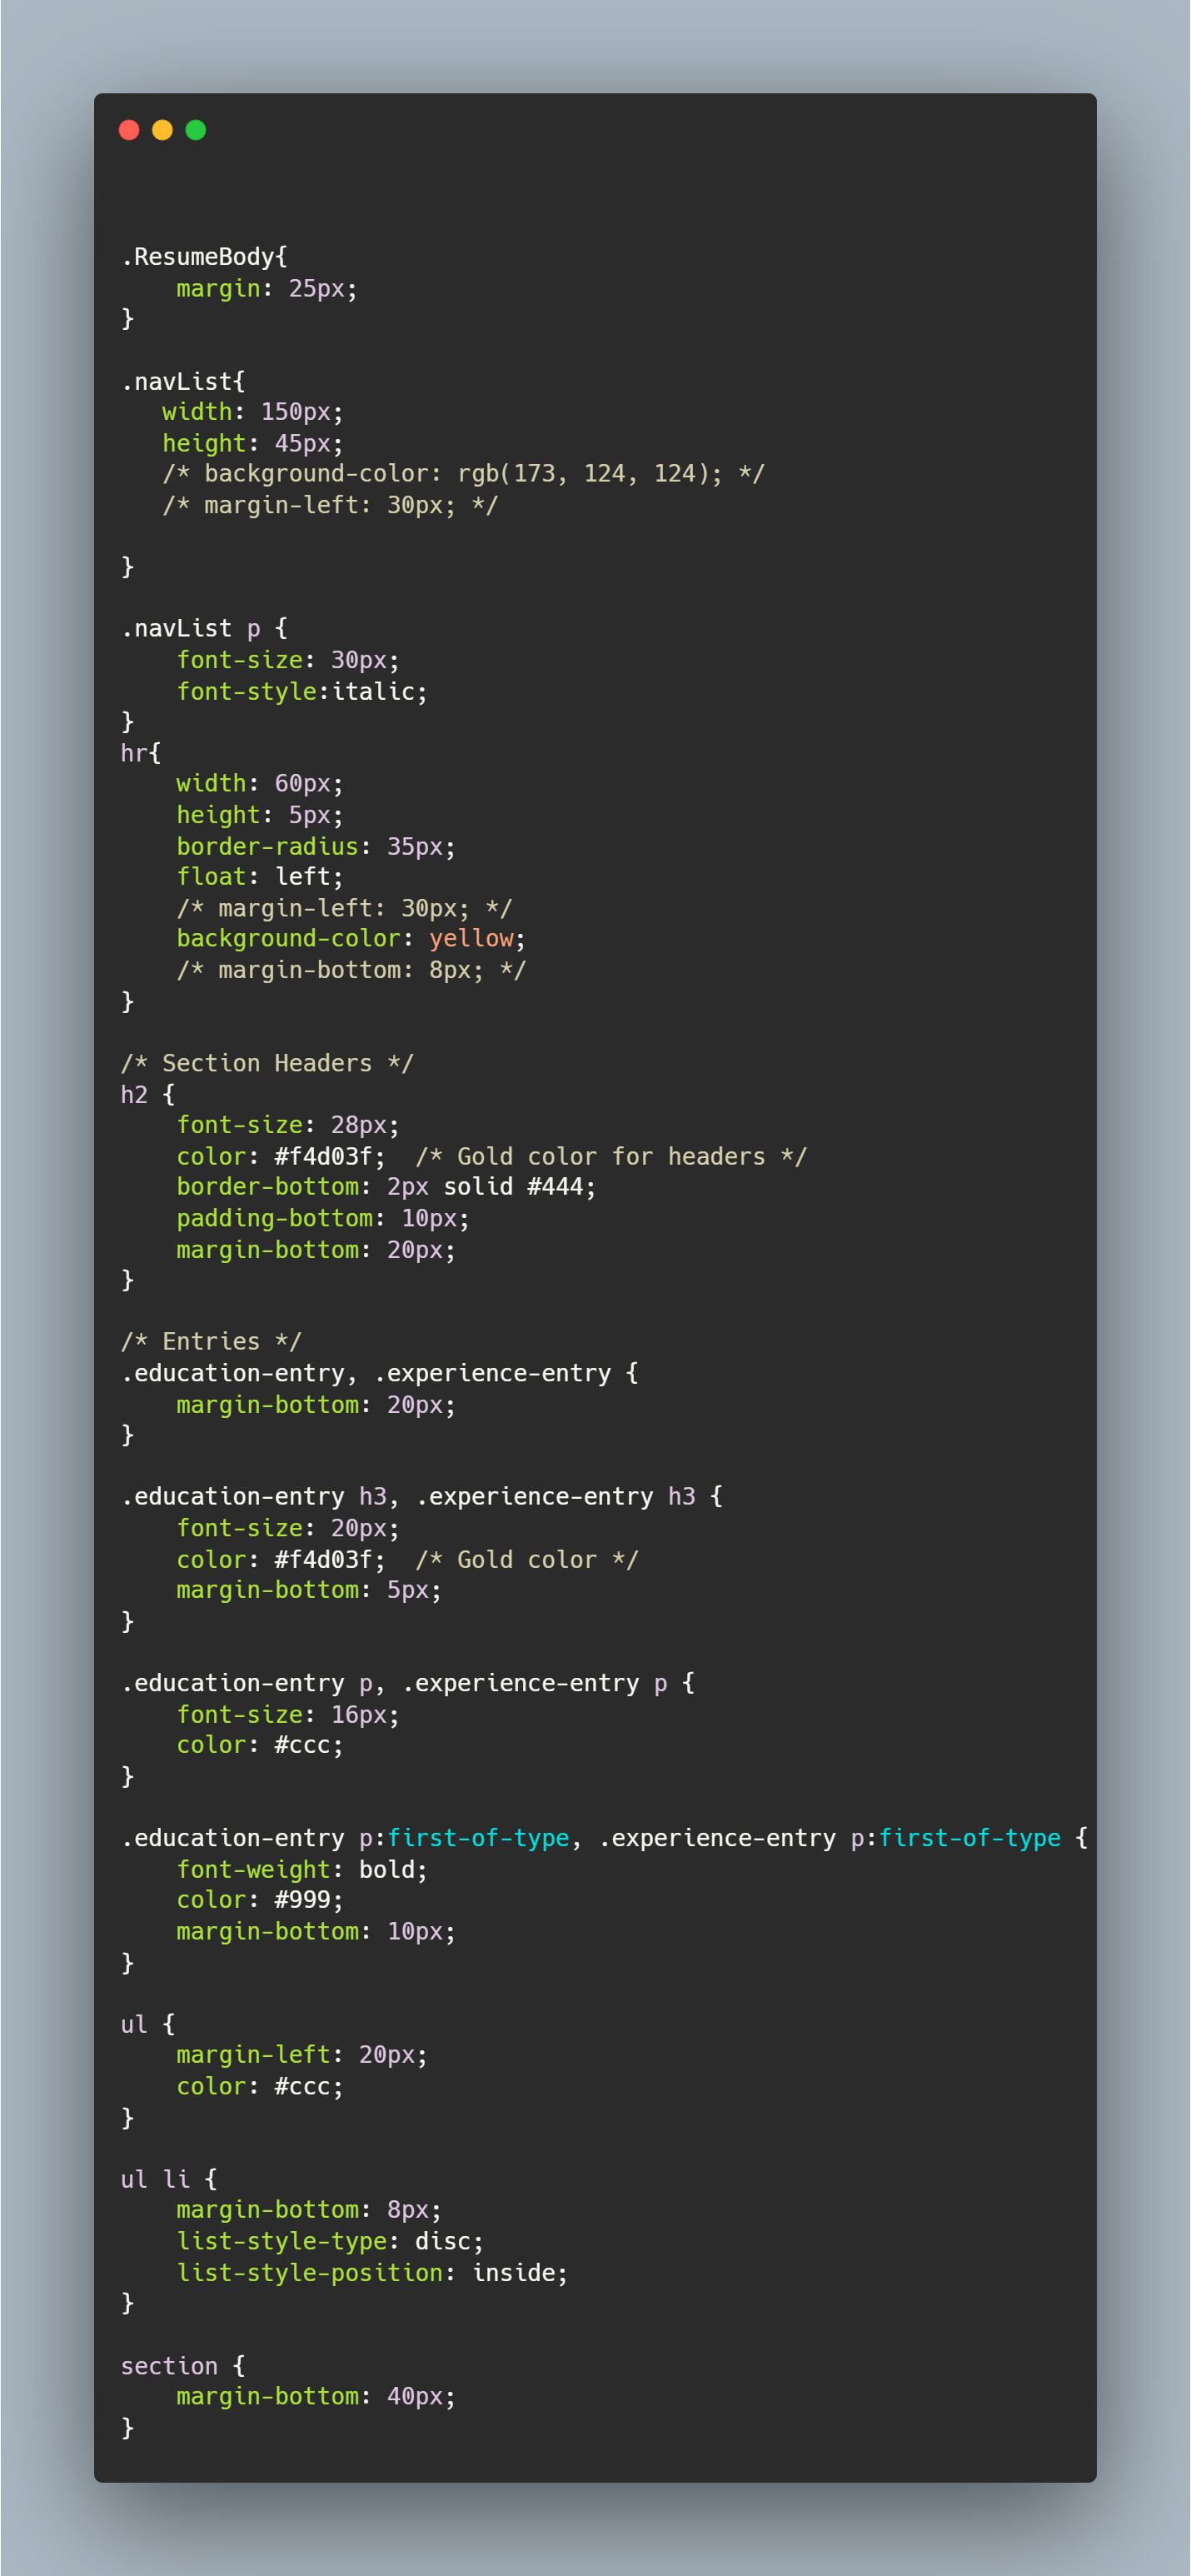 .ResumeBody{
    margin: 25px;
}

.navList{
   width: 150px;
   height: 45px;
   /* background-color: rgb(173, 124, 124); */
   /* margin-left: 30px; */

}

.navList p {
    font-size: 30px;
    font-style:italic;
}
hr{
    width: 60px;
    height: 5px;
    border-radius: 35px;
    float: left;
    /* margin-left: 30px; */
    background-color: yellow;
    /* margin-bottom: 8px; */
}

/* Section Headers */
h2 {
    font-size: 28px;
    color: #f4d03f;  /* Gold color for headers */
    border-bottom: 2px solid #444;
    padding-bottom: 10px;
    margin-bottom: 20px;
}

/* Entries */
.education-entry, .experience-entry {
    margin-bottom: 20px;
}

.education-entry h3, .experience-entry h3 {
    font-size: 20px;
    color: #f4d03f;  /* Gold color */
    margin-bottom: 5px;
}

.education-entry p, .experience-entry p {
    font-size: 16px;
    color: #ccc;
}

.education-entry p:first-of-type, .experience-entry p:first-of-type {
    font-weight: bold;
    color: #999;
    margin-bottom: 10px;
}

ul {
    margin-left: 20px;
    color: #ccc;
}

ul li {
    margin-bottom: 8px;
    list-style-type: disc;
    list-style-position: inside;
}

section {
    margin-bottom: 40px;
}